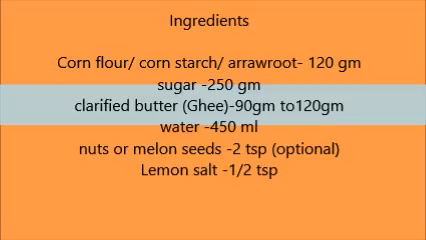 Ingredients
Corn flour/ corn starch/ arrawroot- 120 gm
sugar -250 gm
clarified butter (Ghee)-90gm to120gm
water -450 ml
nuts or melon seeds -2 tsp (optional)
Lemon salt -1/2 tsp